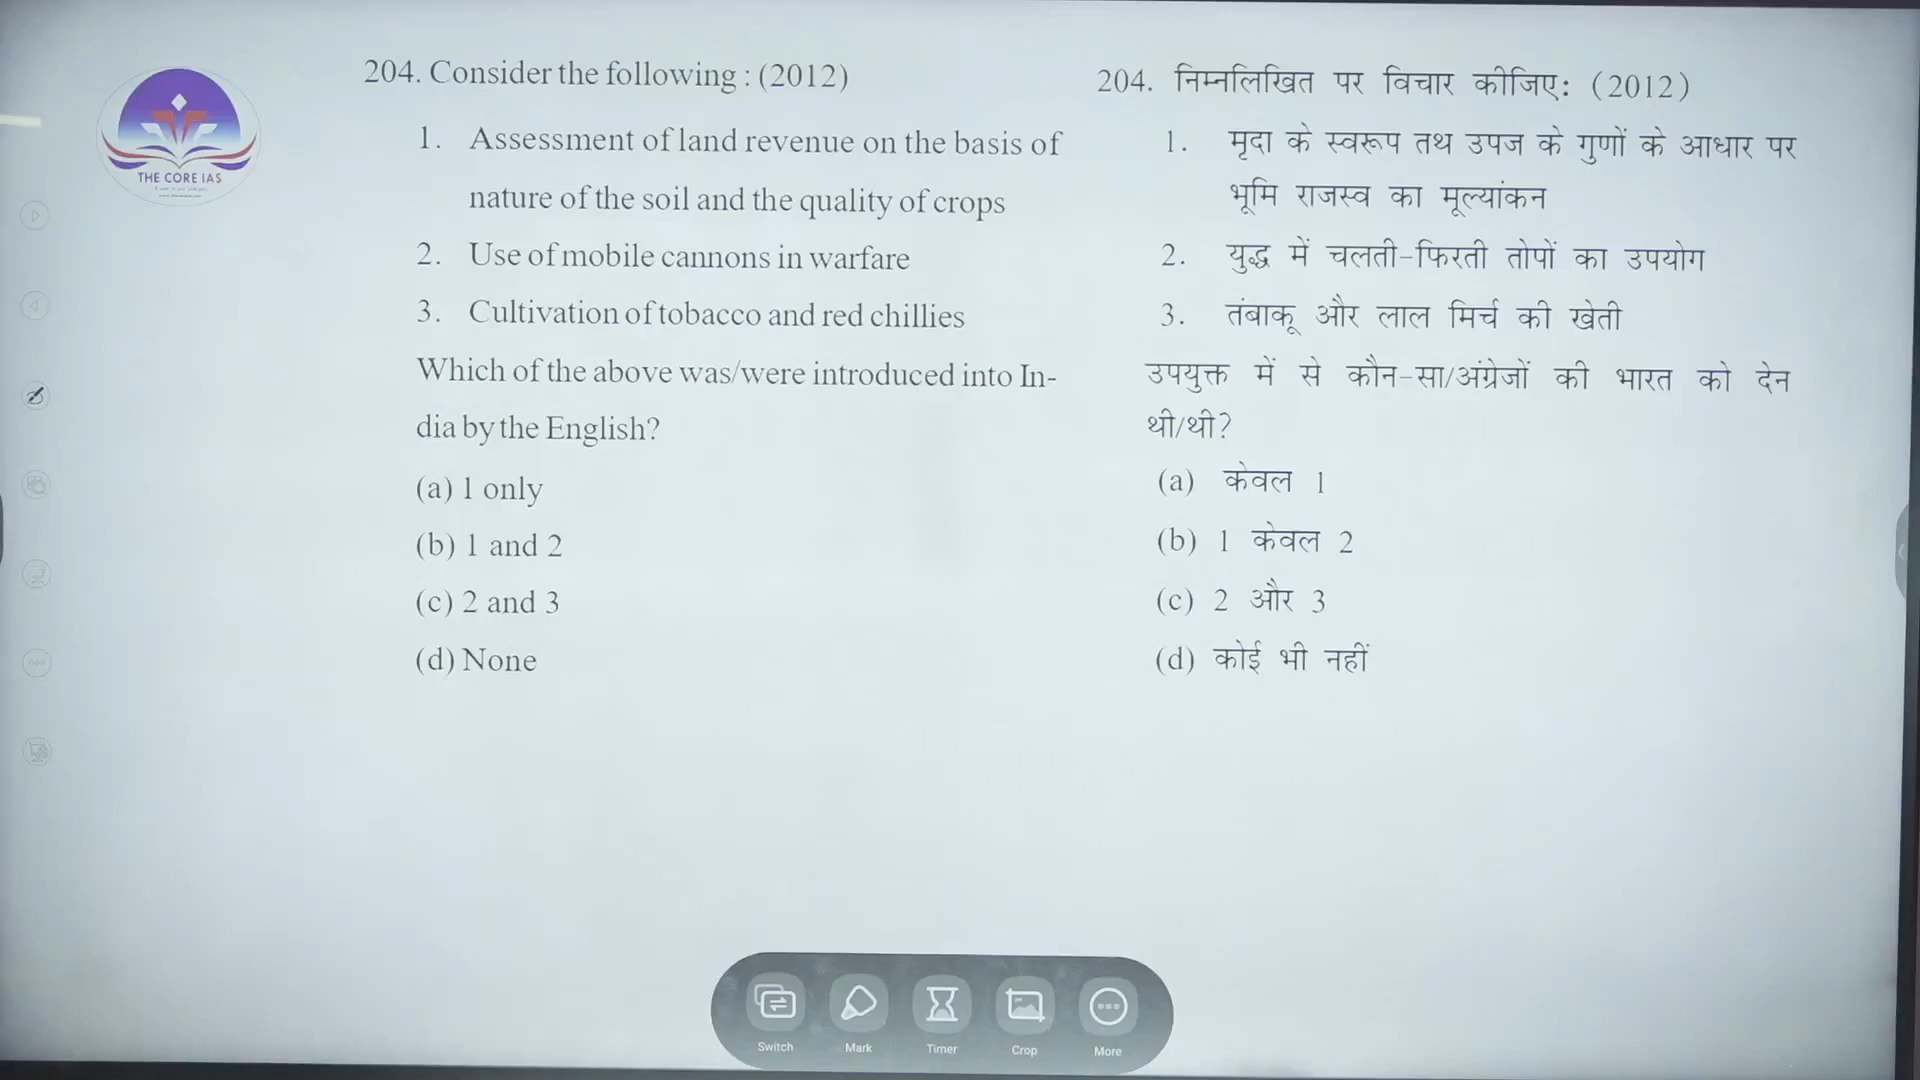 THE CORE IAS
204. Consider the following : (2012)
1. Assessment of land revenue on the basis of
nature of the soil and the quality of crops
2. Use of mobile cannons in warfare
3. Cultivation of tobacco and red chillies
Which of the above was/were introduced into In-
dia by the English?
(a) 1 only
(b) 1 and 2
(c) 2 and 3
(d) None
204. निम्नलिखित पर विचार कीजिए: (2012)
1. मृदा के स्वरूप तथ उपज के गुणों के आधार पर
भूमि राजस्व का मूल्यांकन
2. युद्ध में चलती-फिरती तोपों का उपयोग
3. तंबाकू और लाल मिर्च की खेती
उपयुक्त में से कौन-सा/अंग्रेजों की भारत को देन
थी/थी?
(a) केवल 1
(b) 1 केवल 2
(c) 2 और 3
(d) कोई भी नहीं
Switch Mark Timer Crop More